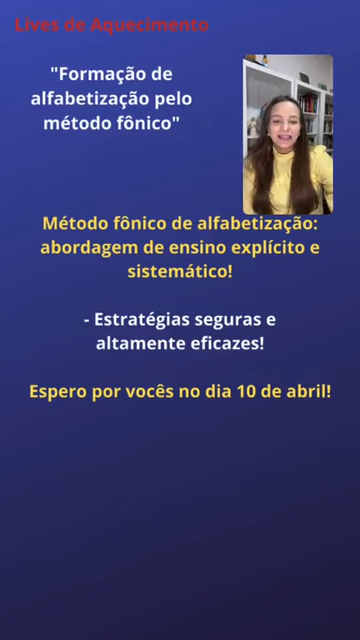 Lives de Aquecimento
"Formação de
alfabetização pelo
método fônico"
Método fônico de alfabetização:
abordagem de ensino explícito e
sistemático!
- Estratégias seguras e
altamente eficazes!
Espero por vocês no dia 10 de abril!